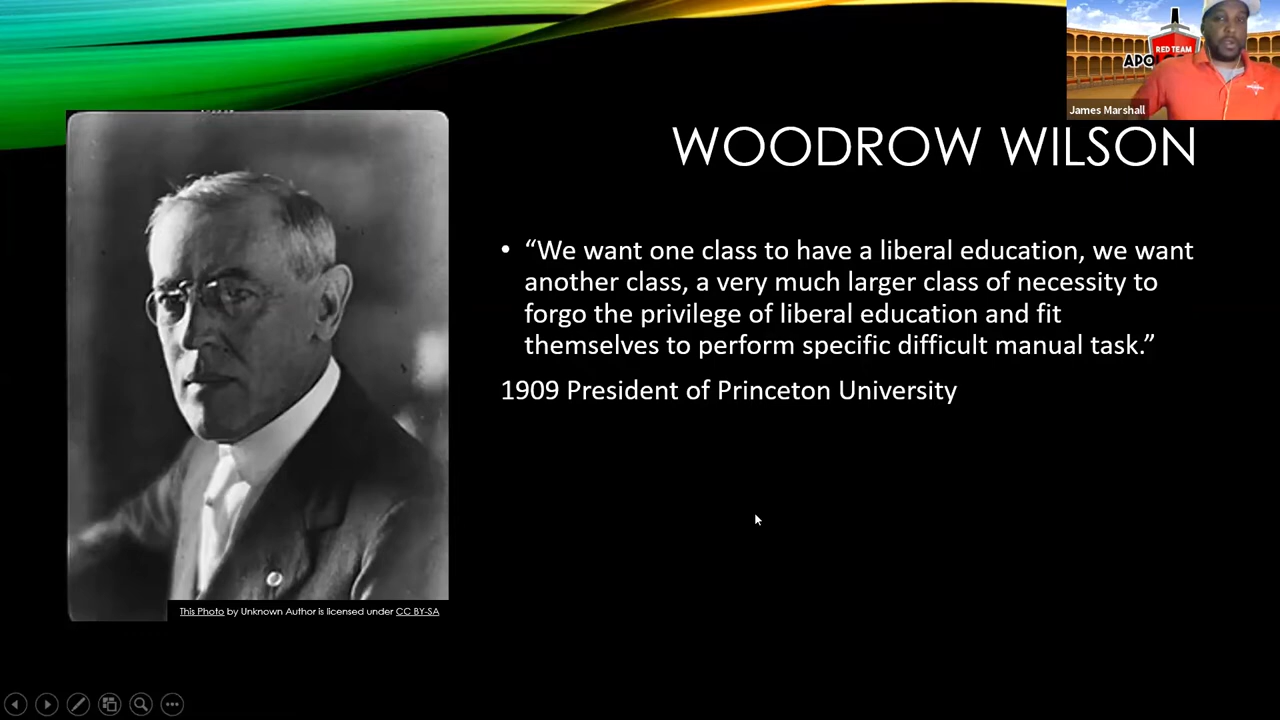 RED TEAM
James Marshall
WOODROW WILSON
• “We want one class to have a liberal education, we want
another class, a very much larger class of necessity to
forgo the privilege of liberal education and fit
themselves to perform specific difficult manual task.”
1909 President of Princeton University
This Photo by Unknown Author is licensed under CC BY-SA